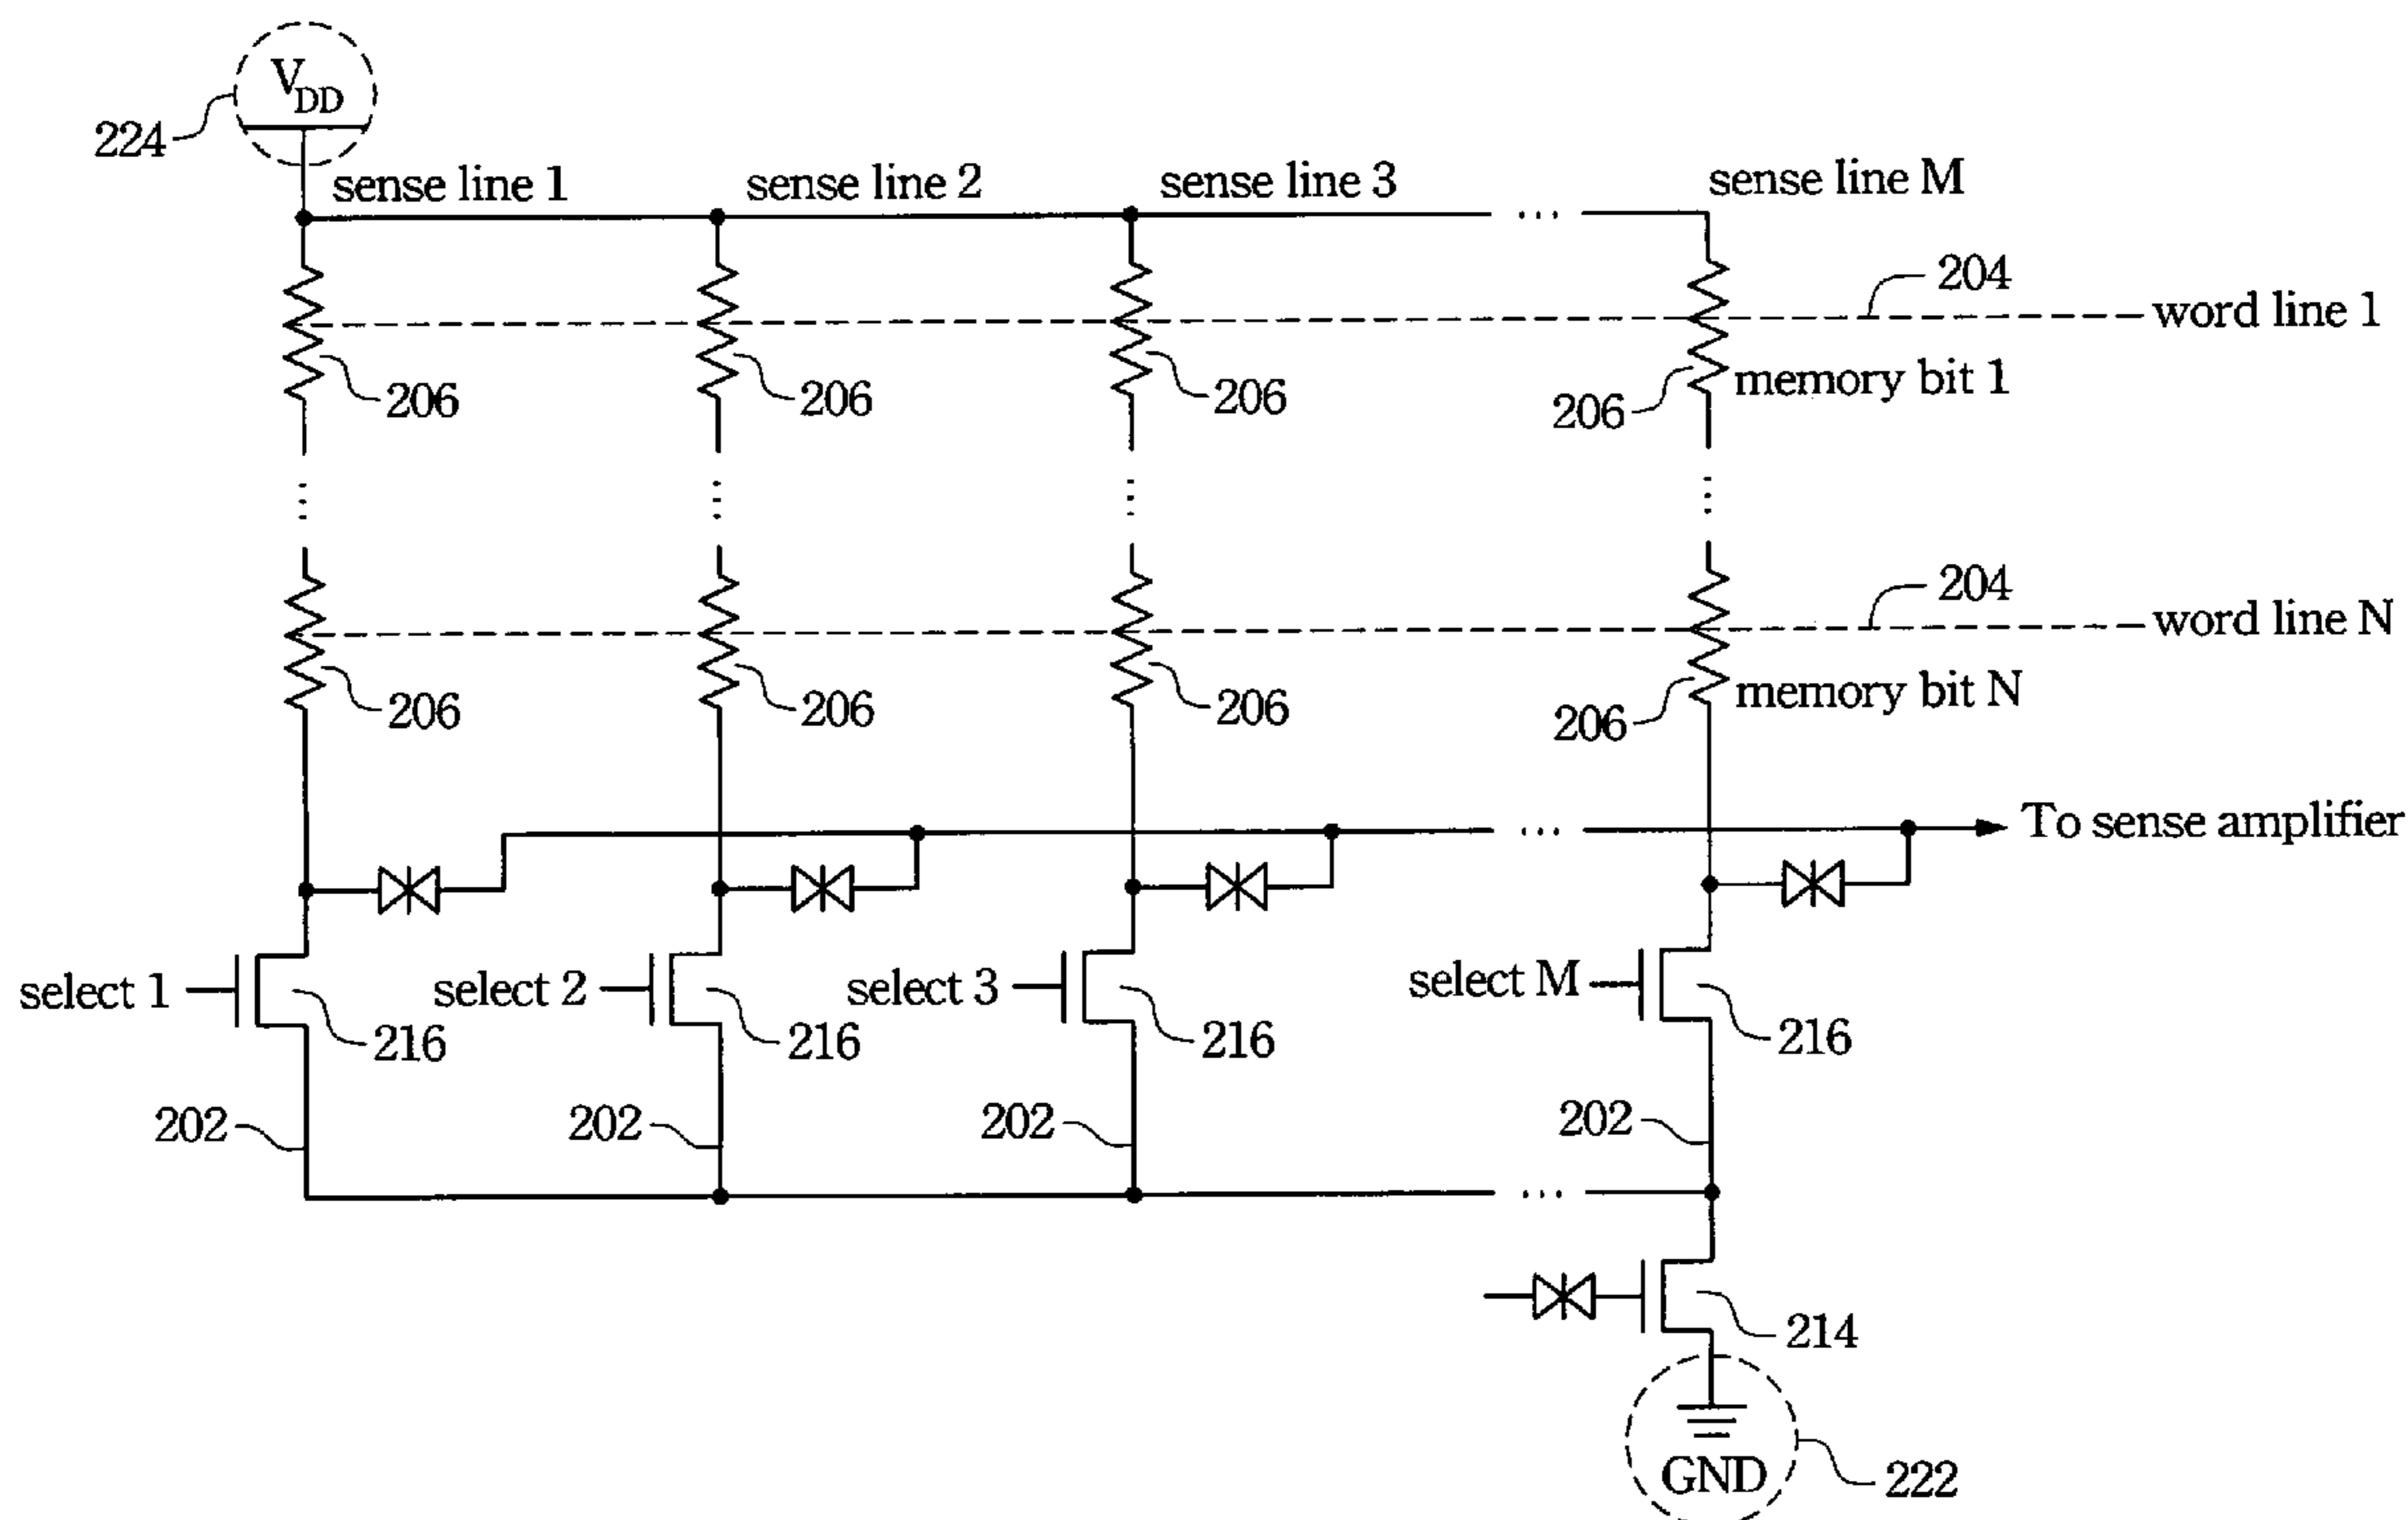 V_DD
224
sense line 1 sense line 2 sense line 3 sense line M
204
word line 1
206 206 206 206 memory bit 1
204
word line N
206 206 206 206 memory bit N
To sense amplifier
select 1 select 2 select 3 select M
216 216 216 216
202 202 202 202
214
GND
222